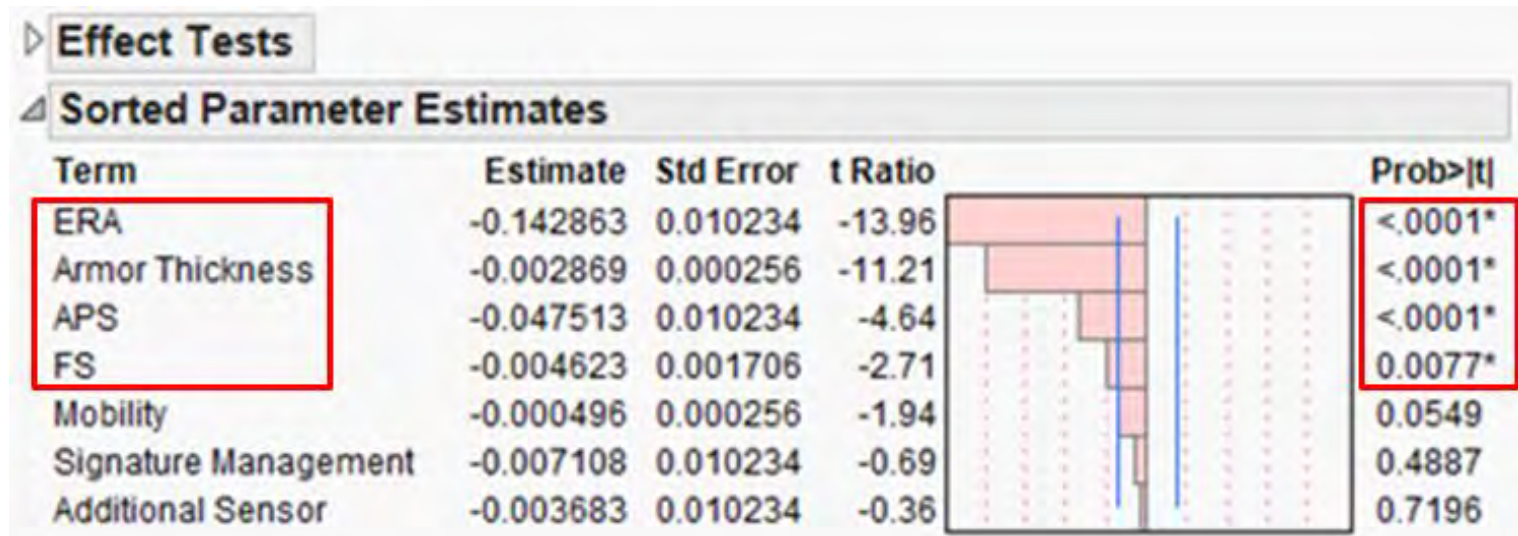 Effect Tests
Sorted Parameter Estimates
Term Estimate Std Error t Ratio Prob>|t|
ERA -0.142863 0.010234 -13.96 <.0001*
Armor Thickness -0.002869 0.000256 -11.21 <.0001*
APS -0.047513 0.010234 -4.64 <.0001*
FS -0.004623 0.001706 -2.71 0.0077*
Mobility -0.000496 0.000256 -1.94 0.0549
Signature Management -0.007108 0.010234 -0.69 0.4887
Additional Sensor -0.003683 0.010234 -0.36 0.7196